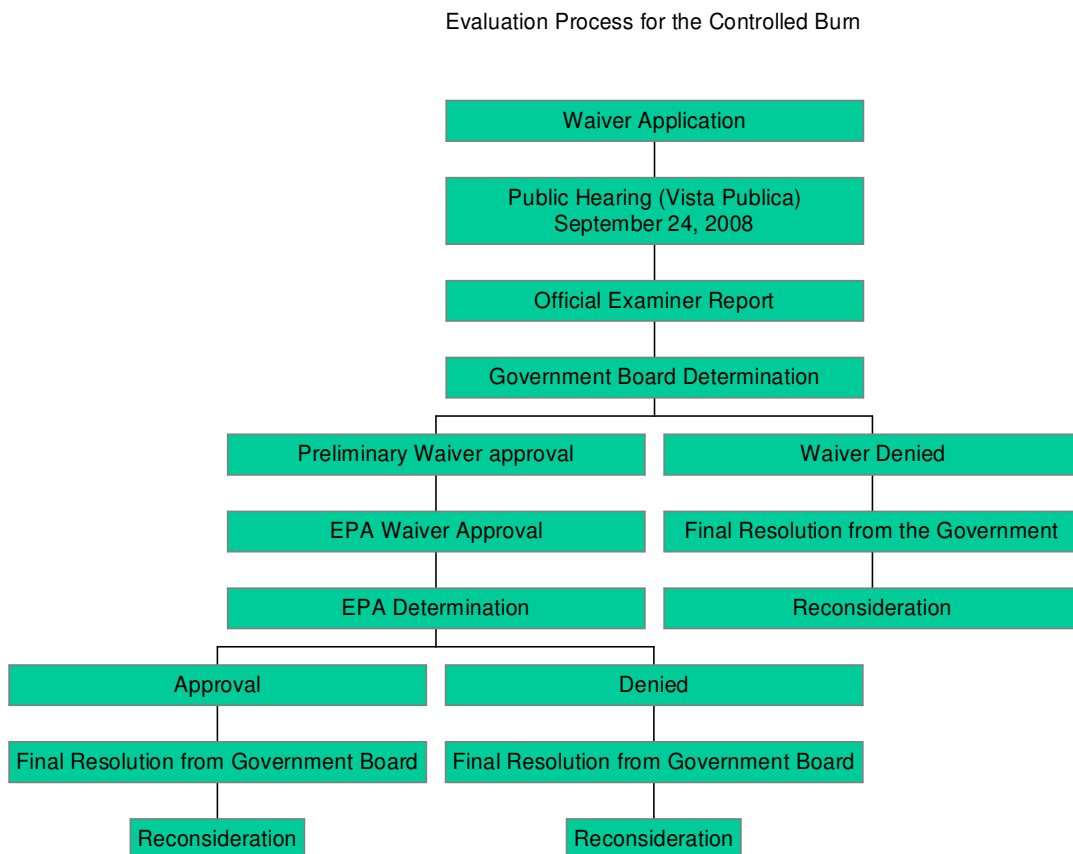 Evaluation Process for the Controlled Burn
Waiver Application
Public Hearing (Vista Publica)
September 24, 2008
Official Examiner Report
Government Board Determination
Preliminary Waiver approval
Waiver Denied
EPA Waiver Approval
Final Resolution from the Government
EPA Determination
Reconsideration
Approval
Denied
Final Resolution from Government Board
Final Resolution from Government Board
Reconsideration
Reconsideration